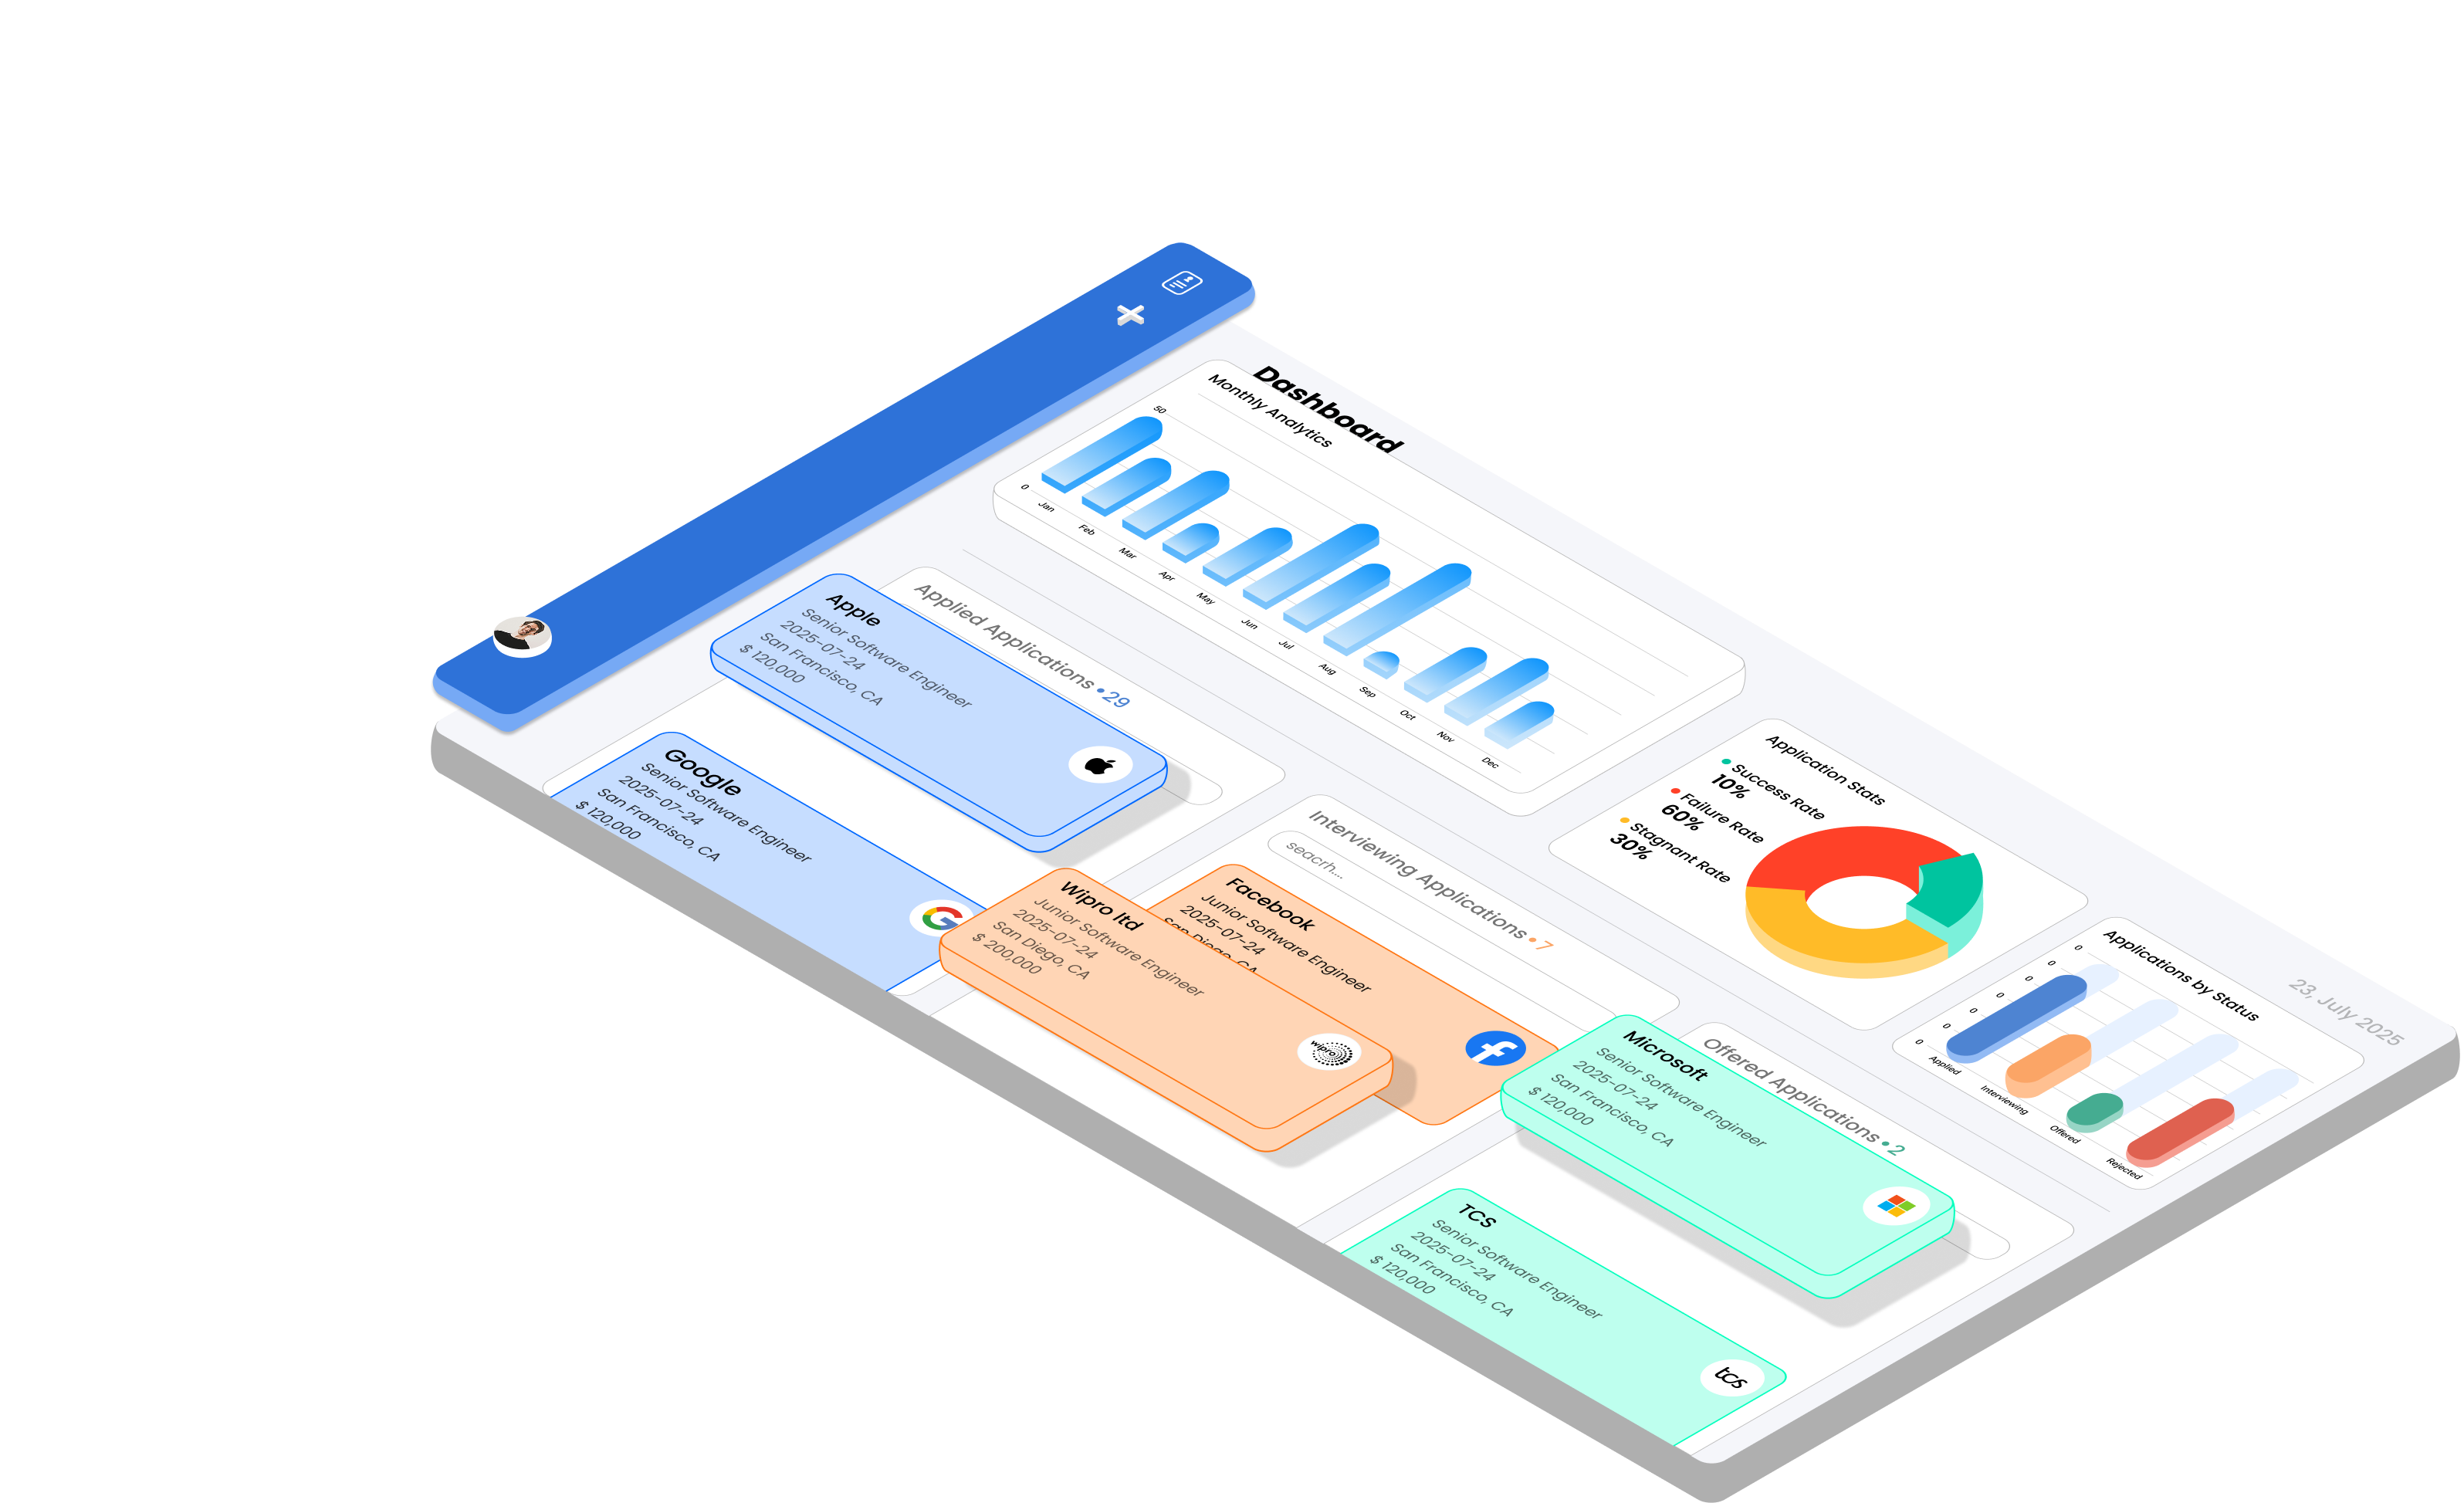 Dashboard
23, July 2025
Monthly Analytics
50
0
Jan
Feb
Mar
Apr
May
Jun
Jul
Aug
Sep
Oct
Nov
Dec
Application Stats
Success Rate
10%
Failure Rate
60%
Stagnant Rate
30%
Applications by Status
0
0
0
0
0
0
0
Applied
Interviewing
Offered
Rejected
Applied Applications • 29
Apple
Senior Software Engineer
2025-07-24
San Francisco, CA
$ 120,000
Google
Senior Software Engineer
2025-07-24
San Francisco, CA
$ 120,000
Interviewing Applications • 7
seacrh...
Facebook
Junior Software Engineer
2025-07-24
San Diego, CA
Wipro ltd
Junior Software Engineer
2025-07-24
San Diego, CA
$ 200,000
wipro
Offered Applications • 2
Microsoft
Senior Software Engineer
2025-07-24
San Francisco, CA
$ 120,000
TCS
Senior Software Engineer
2025-07-24
San Francisco, CA
$ 120,000
tcs